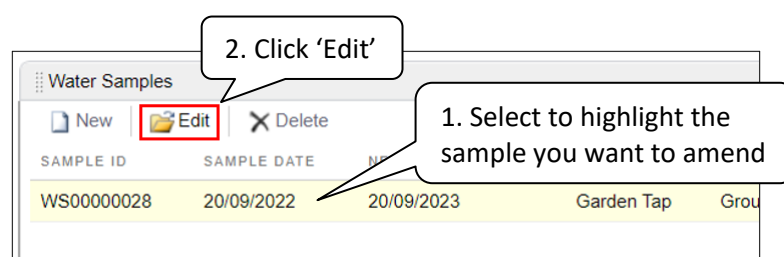 2. Click ‘Edit’
Water Samples
New Edit Delete
1. Select to highlight the
sample you want to amend
SAMPLE ID SAMPLE DATE
WS00000028 20/09/2022 20/09/2023 Garden Tap Grou